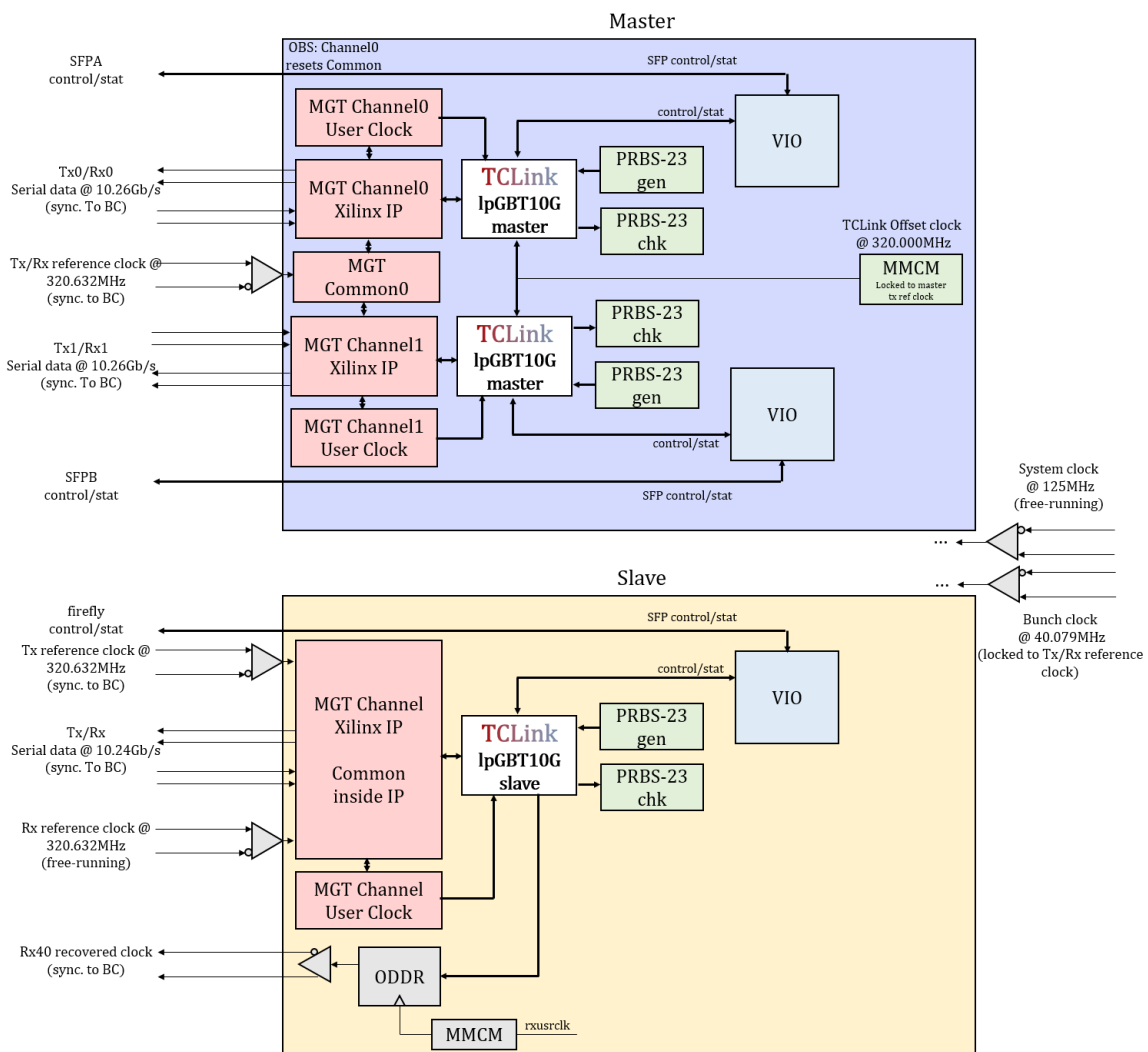 Master
OBS: Channel0
resets Common
SFPA
control/stat
SFP control/stat
MGT Channel0
User Clock
control/stat
VIO
Tx0/Rx0
Serial data @ 10.26Gb/s
(sync. To BC)
MGT Channel0
Xilinx IP
TCLink
lpGBT10G
master
PRBS-23
gen
PRBS-23
chk
TCLink Offset clock
@ 320.000MHz
MMCM
Locked to master
tx ref clock
Tx/Rx reference clock @
320.632MHz
(sync. to BC)
MGT
Common0
Tx1/Rx1
Serial data @ 10.26Gb/s
(sync. To BC)
MGT Channel1
Xilinx IP
TCLink
lpGBT10G
master
PRBS-23
chk
PRBS-23
gen
VIO
MGT Channel1
User Clock
control/stat
SFPB
control/stat
SFP control/stat
System clock
@ 125MHz
(free-running)
...
...
Bunch clock
@ 40.079MHz
(locked to Tx/Rx reference
clock)
Slave
firefly
control/stat
SFP control/stat
Tx reference clock @
320.632MHz
(sync. to BC)
control/stat
VIO
MGT Channel
Xilinx IP
Common
inside IP
Tx/Rx
Serial data @ 10.24Gb/s
(sync. To BC)
TCLink
lpGBT10G
slave
PRBS-23
gen
PRBS-23
chk
Rx reference clock @
320.632MHz
(free-running)
MGT Channel
User Clock
Rx40 recovered clock
(sync. to BC)
ODDR
MMCM
rxusrclk